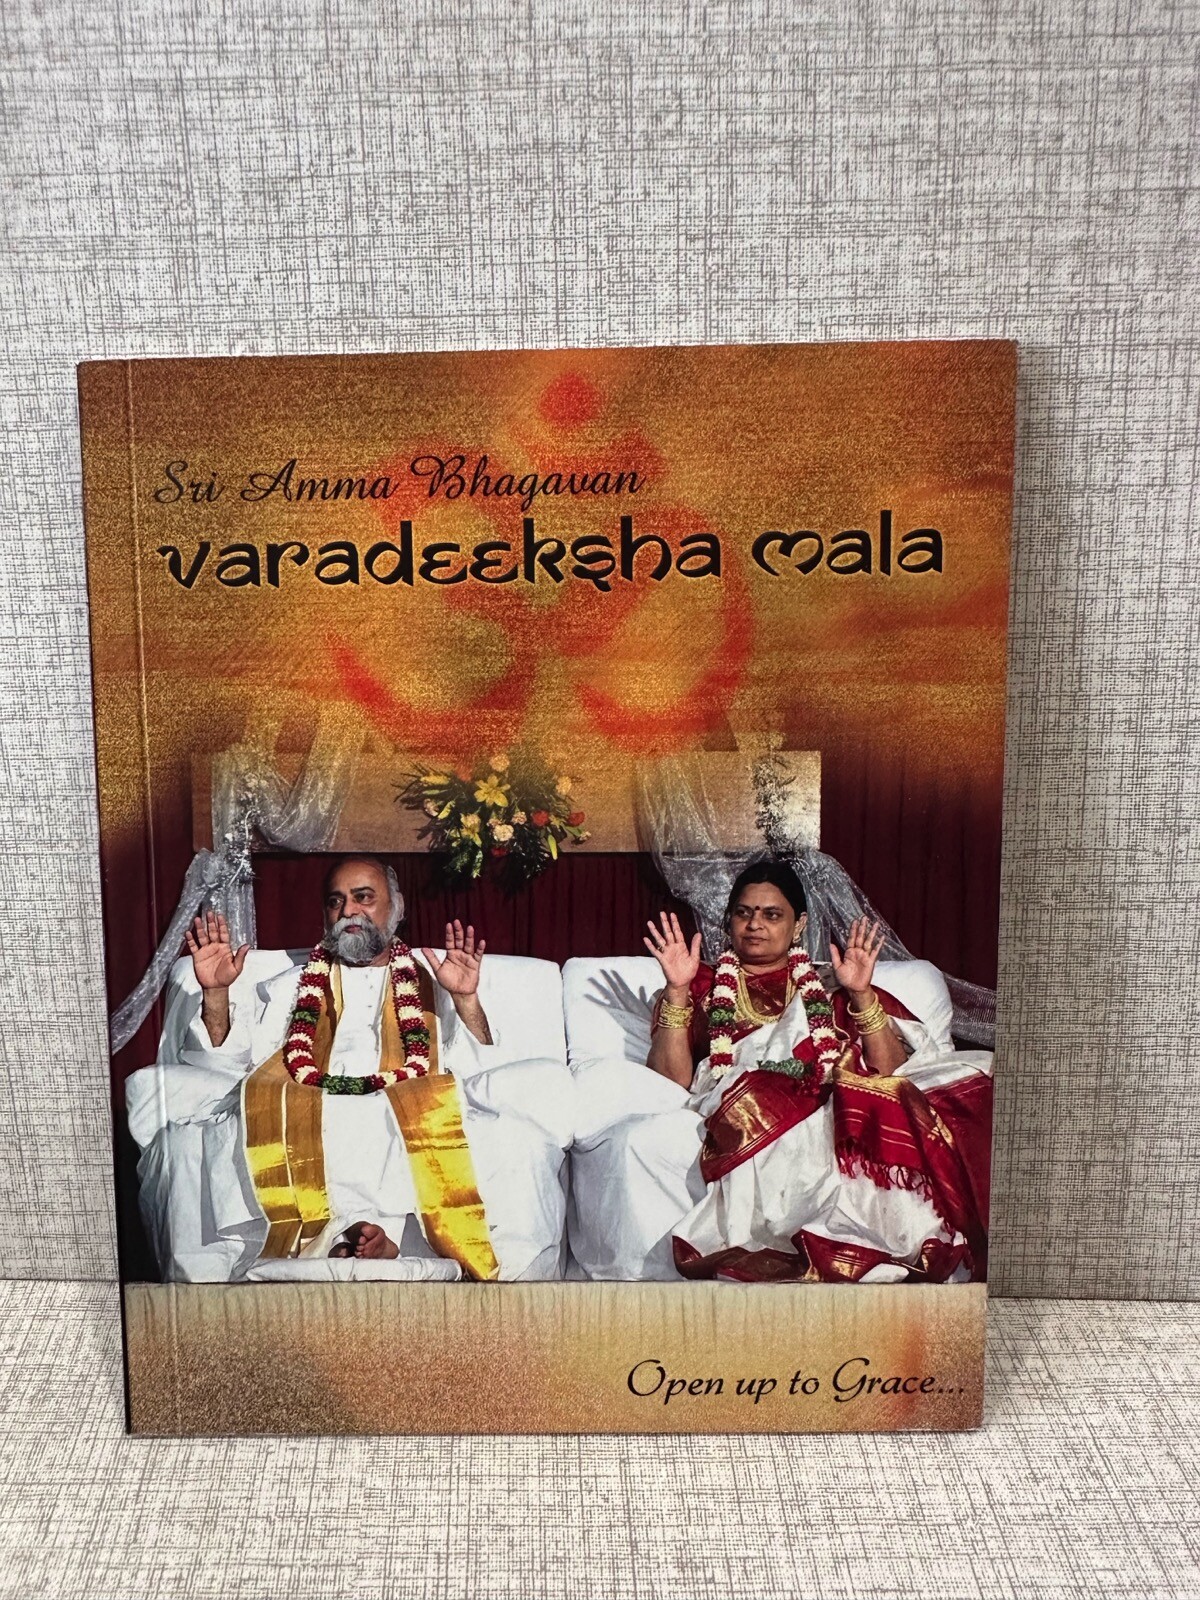 Sri Amma Bhagavan
varadeeksha mala
Open up to Grace...